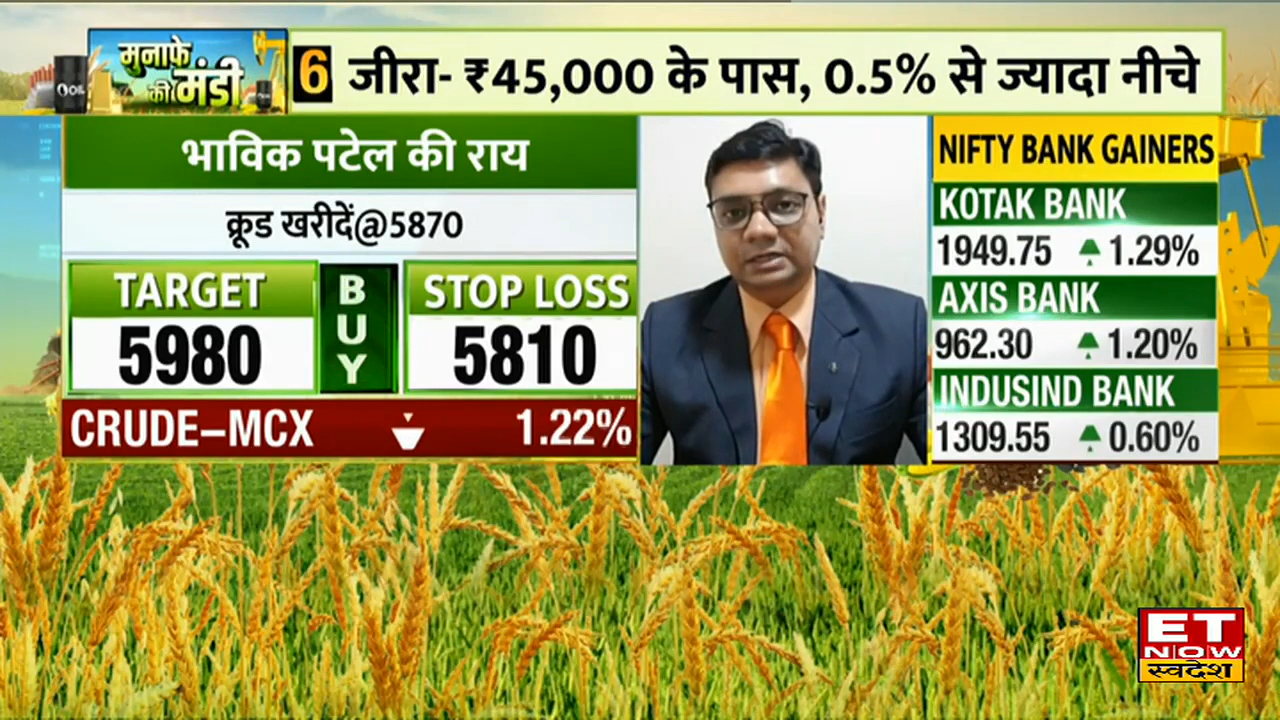 मुनाफे
की मंडी
OIL
6 जीरा- ₹45,000 के पास, 0.5% से ज्यादा नीचे
भाविक पटेल की राय
क्रूड खरीदें@5870
TARGET
5980
BUY
STOP LOSS
5810
CRUDE–MCX 1.22%
NIFTY BANK GAINERS
KOTAK BANK
1949.75 1.29%
AXIS BANK
962.30 1.20%
INDUSIND BANK
1309.55 0.60%
ET
NOW
स्वदेश